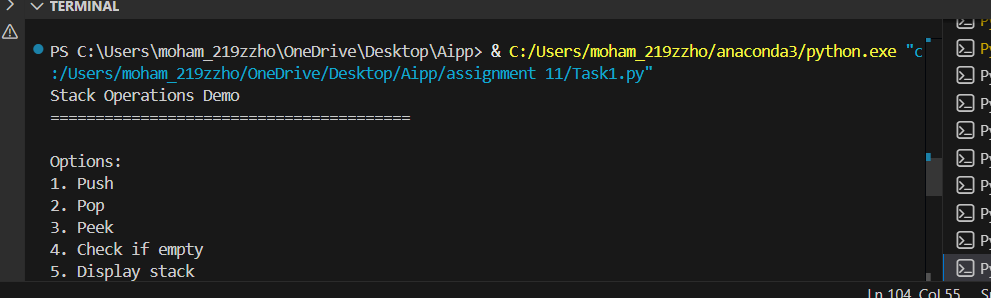 TERMINAL
PS C:\Users\moham_219zzho\OneDrive\Desktop\Aipp> & C:/Users/moham_219zzho/anaconda3/python.exe "c
:/Users/moham_219zzho/OneDrive/Desktop/Aipp/assignment 11/Task1.py"
Stack Operations Demo
========================================
Options:
1. Push
2. Pop
3. Peek
4. Check if empty
5. Display stack
Py
Py
Py
Py
Py
Py
Py
Py
Py
Ln 104, Col 55